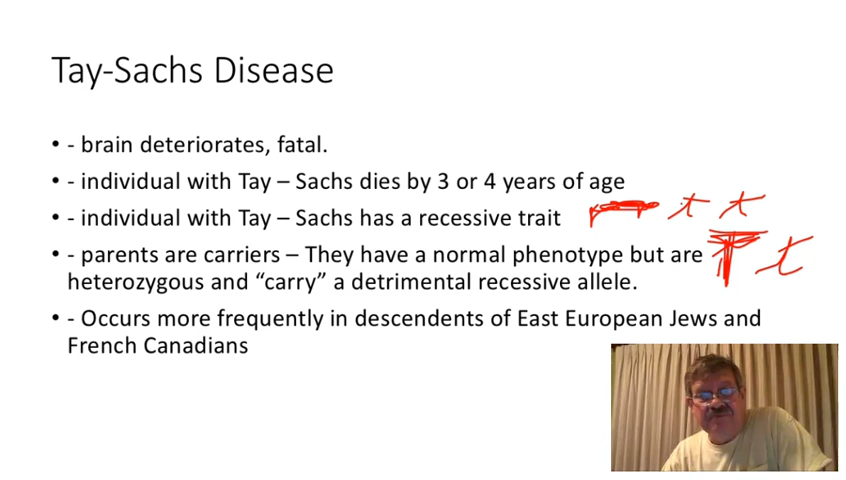 Tay-Sachs Disease
• - brain deteriorates, fatal.
• - individual with Tay – Sachs dies by 3 or 4 years of age
• - individual with Tay – Sachs has a recessive trait t t
• - parents are carriers – They have a normal phenotype but are T t
heterozygous and “carry” a detrimental recessive allele.
• - Occurs more frequently in descendents of East European Jews and
French Canadians